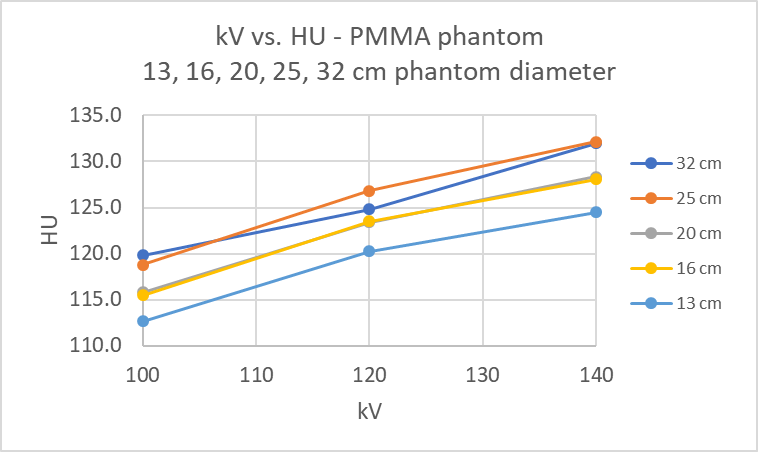 kV vs. HU - PMMA phantom
13, 16, 20, 25, 32 cm phantom diameter
135.0
130.0
125.0
120.0
115.0
110.0
HU
100 110 120 130 140
kV
32 cm
25 cm
20 cm
16 cm
13 cm